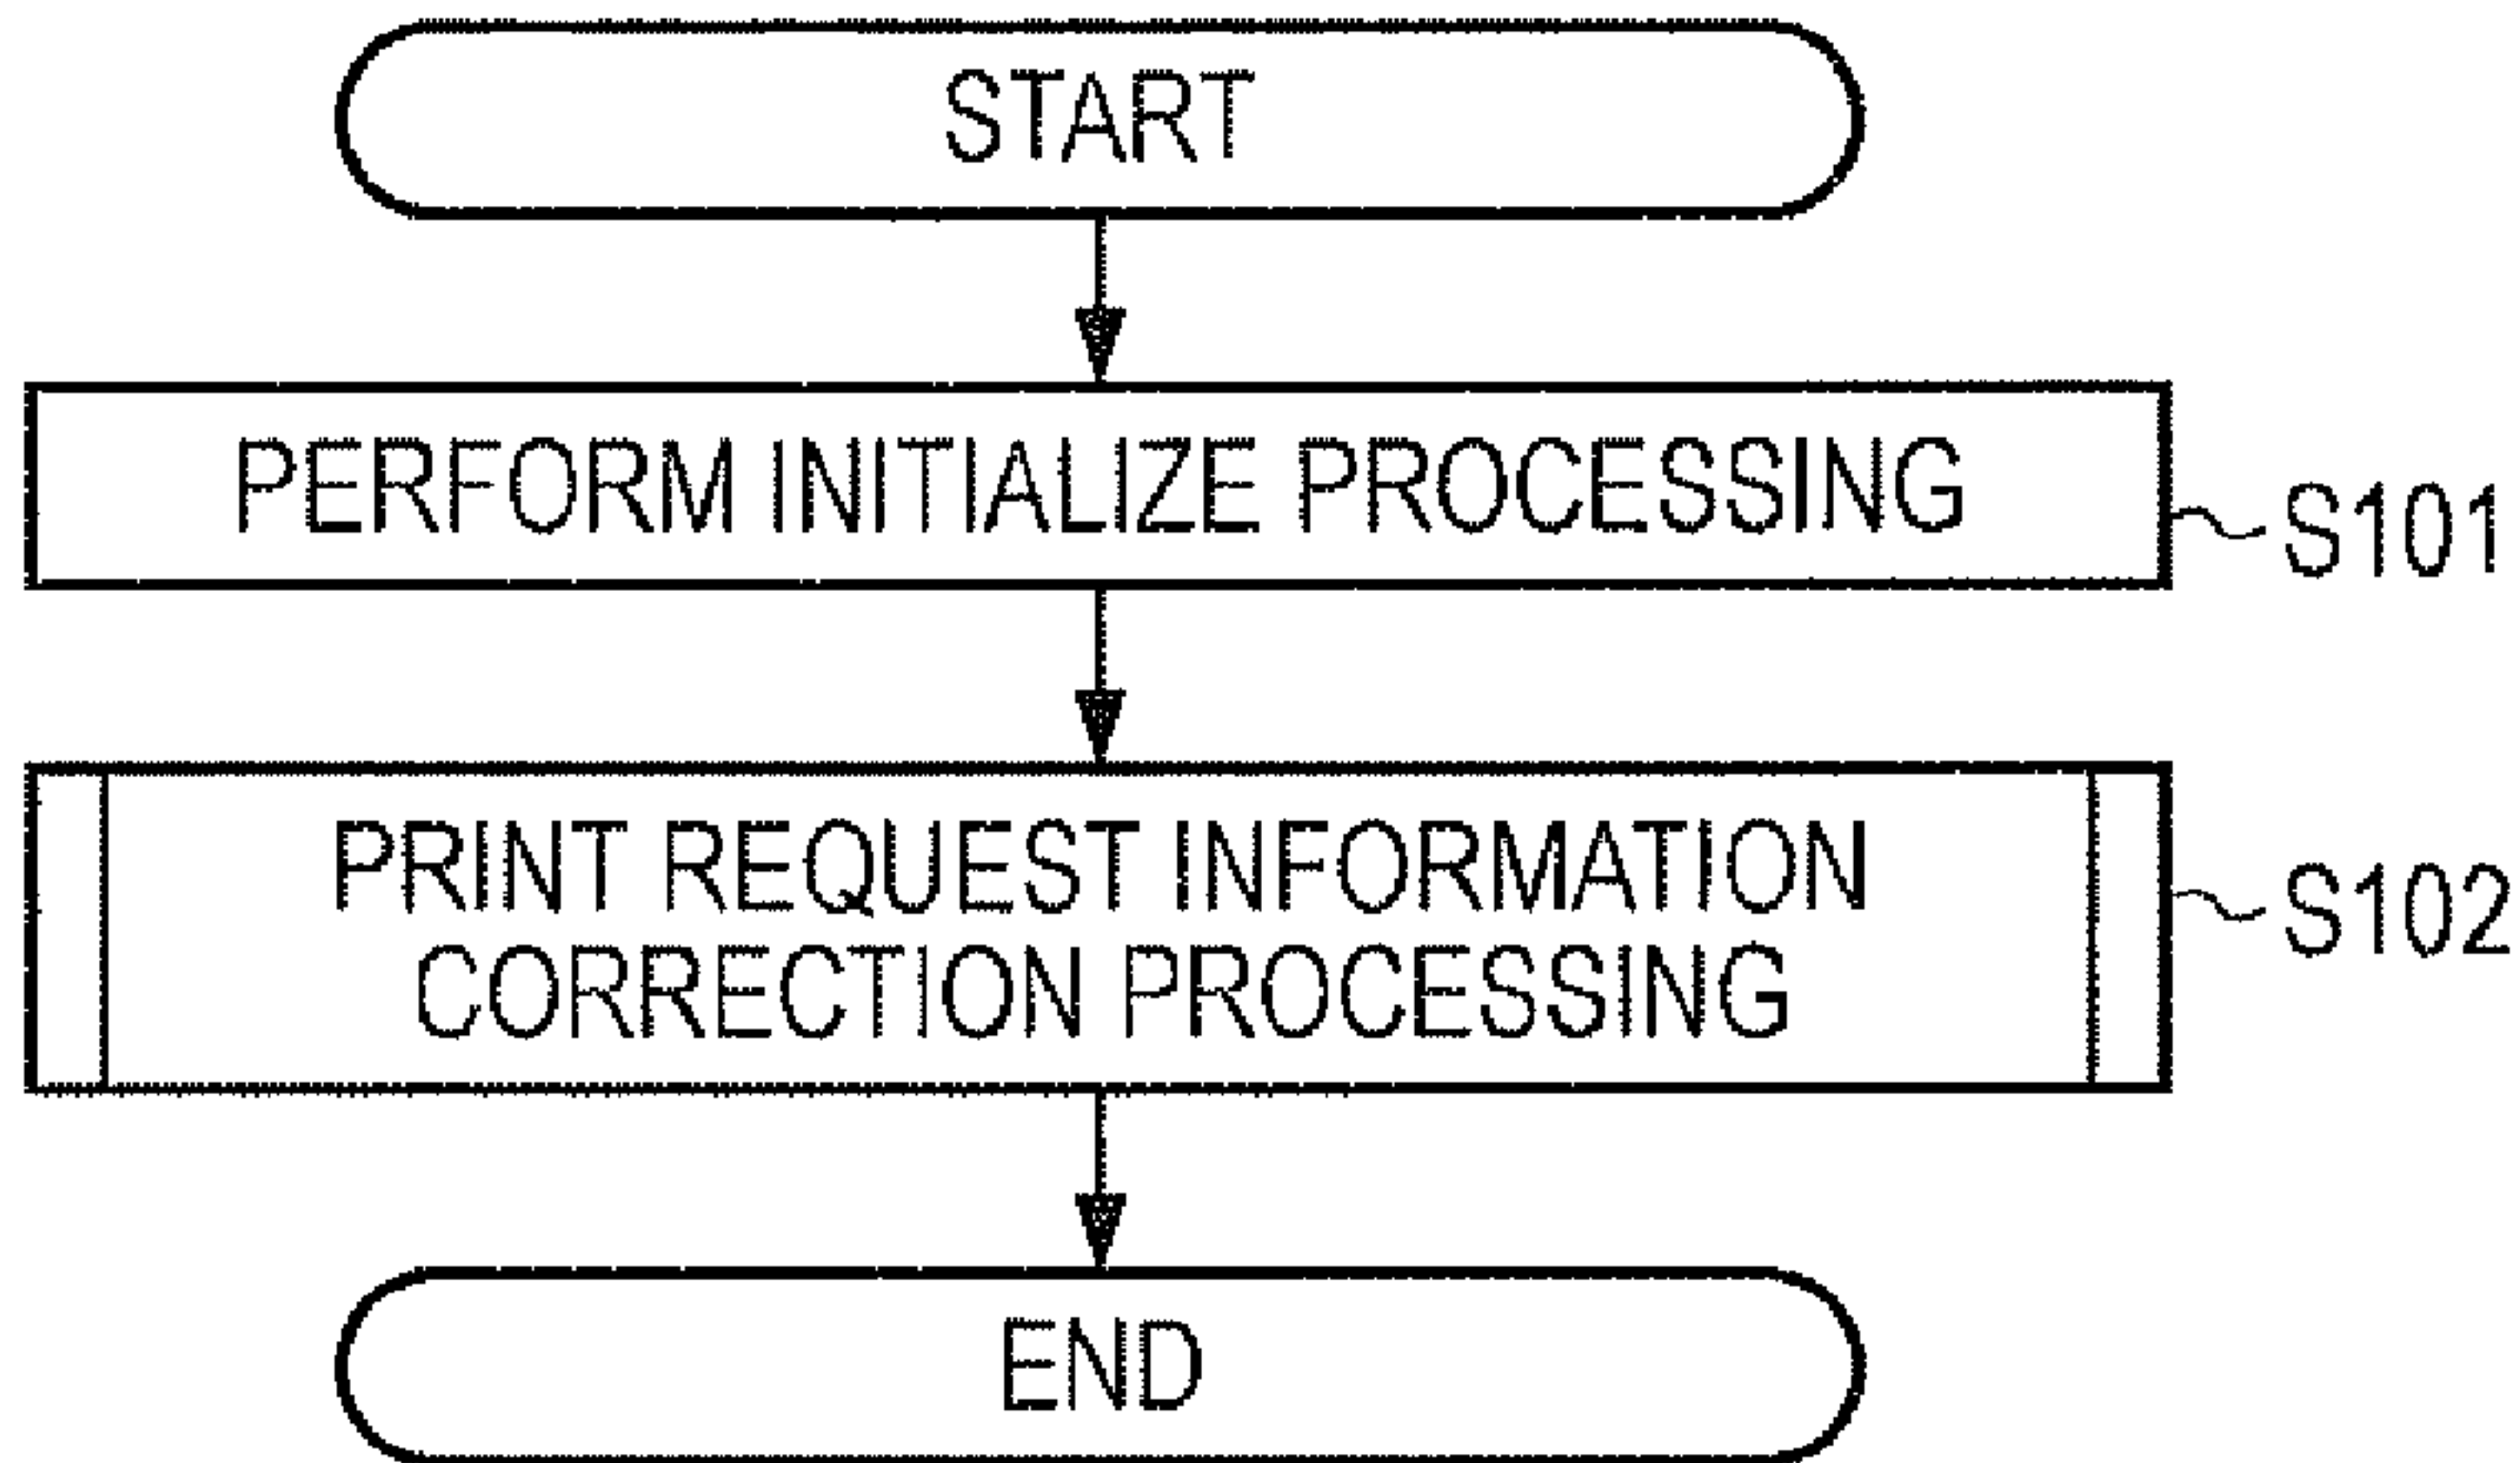 START
PERFORM INITIALIZE PROCESSING
S101
PRINT REQUEST INFORMATION
CORRECTION PROCESSING
S102
END